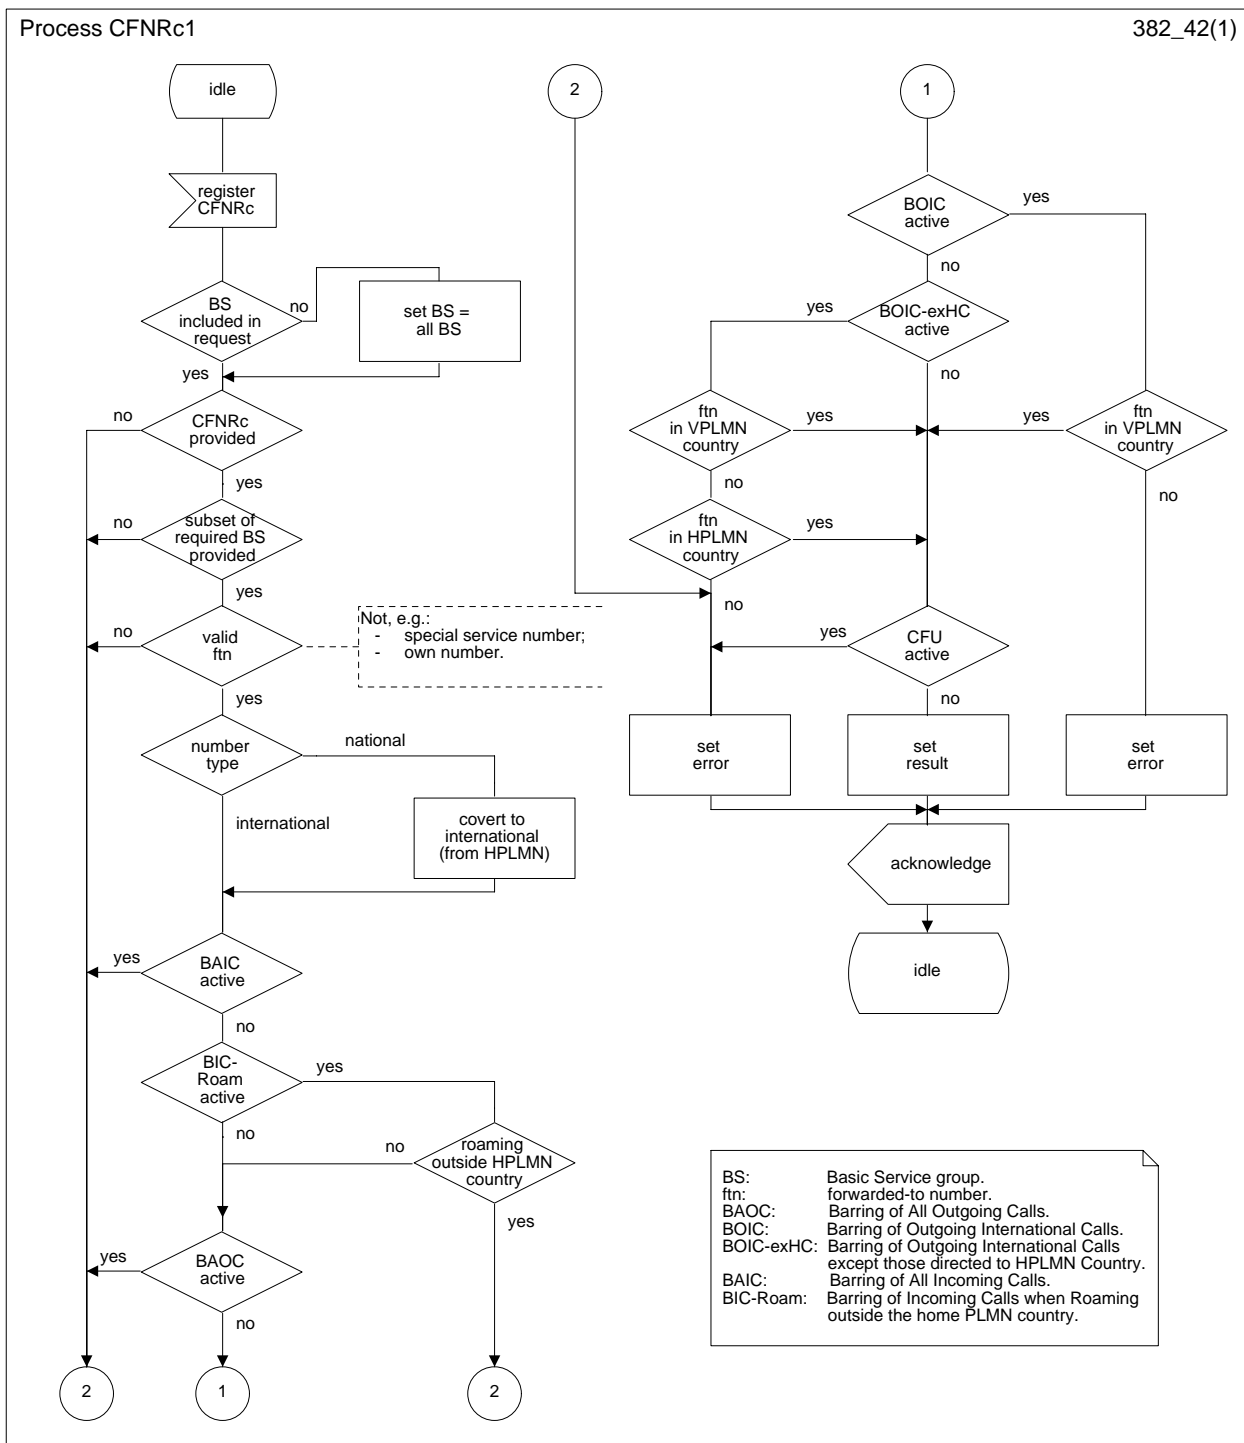 Process CFNRc1
382_42(1)
idle
register
CFNRc
BS
included in
request
no
set BS =
all BS
yes
no
CFNRc
provided
yes
no
subset of
required BS
provided
yes
no
valid
ftn
Not, e.g.:
- special service number;
- own number.
yes
number
type
national
international
covert to
international
(from HPLMN)
yes
BAIC
active
no
BIC-
Roam
active
yes
no
no
roaming
outside HPLMN
country
yes
yes
BAOC
active
no
2
1
2
2
1
BOIC
active
yes
no
yes
BOIC-exHC
active
no
ftn
in VPLMN
country
yes
yes
ftn
in VPLMN
country
no
no
ftn
in HPLMN
country
yes
no
yes
CFU
active
no
set
error
set
result
set
error
acknowledge
idle
BS: Basic Service group.
ftn: forwarded-to number.
BAOC: Barring of All Outgoing Calls.
BOIC: Barring of Outgoing International Calls.
BOIC-exHC: Barring of Outgoing International Calls
except those directed to HPLMN Country.
BAIC: Barring of All Incoming Calls.
BIC-Roam: Barring of Incoming Calls when Roaming
outside the home PLMN country.